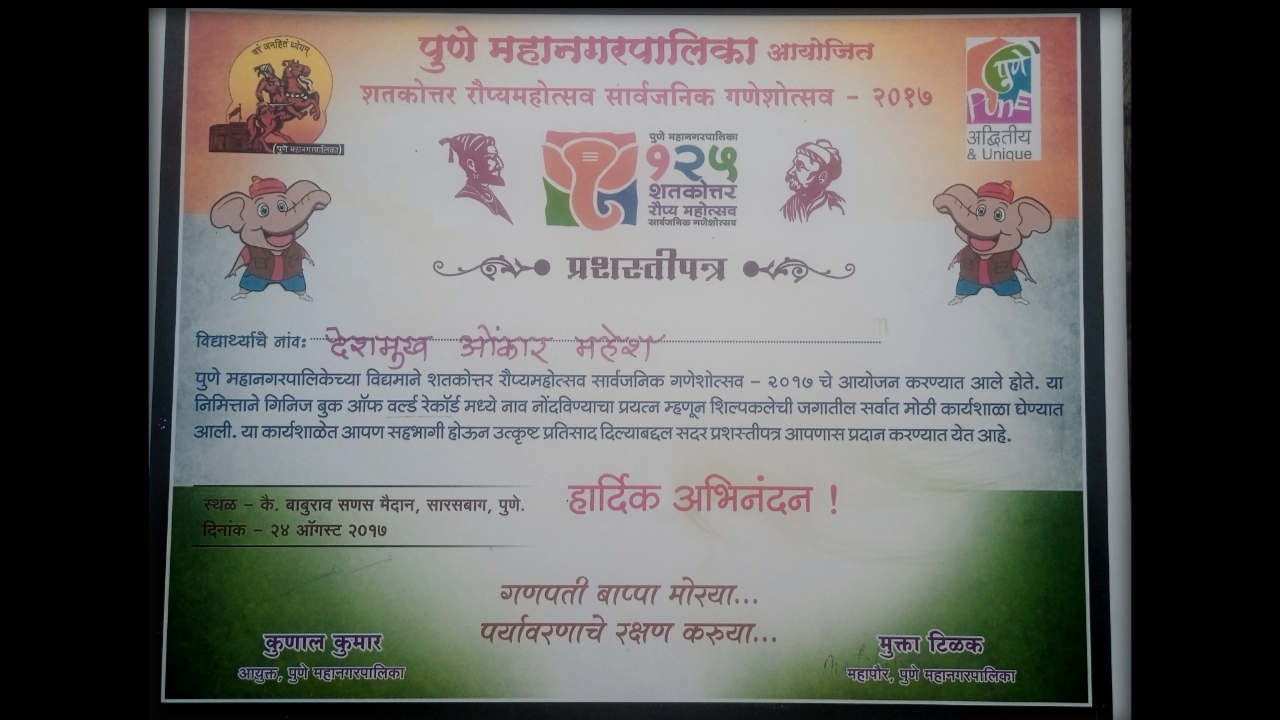 वरं जनहितं ध्येयम्
(पुणे महानगरपालिका)
पुणे महानगरपालिका आयोजित
शतकोत्तर रौप्यमहोत्सव सार्वजनिक गणेशोत्सव - २०१७
पुणे
PUNE
अद्वितीय
& Unique
पुणे महानगरपालिका
१२५
शतकोत्तर
रौप्य महोत्सव
सार्वजनिक गणेशोत्सव
प्रशस्तीपत्र
विद्यार्थ्याचे नांवः देशमुख ओंकार महेश
पुणे महानगरपालिकेच्या विद्यमाने शतकोत्तर रौप्यमहोत्सव सार्वजनिक गणेशोत्सव - २०१७ चे आयोजन करण्यात आले होते. या
निमित्ताने गिनिज बुक ऑफ वर्ल्ड रेकॉर्ड मध्ये नाव नोंदविण्याचा प्रयत्न म्हणून शिल्पकलेची जगातील सर्वात मोठी कार्यशाळा घेण्यात
आली. या कार्यशाळेत आपण सहभागी होऊन उत्कृष्ट प्रतिसाद दिल्याबद्दल सदर प्रशस्तीपत्र आपणास प्रदान करण्यात येत आहे.
स्थळ - कै. बाबुराव सणस मैदान, सारसबाग, पुणे.
दिनांक - २४ ऑगस्ट २०१७
हार्दिक अभिनंदन !
गणपती बाप्पा मोरया...
पर्यावरणाचे रक्षण करुया...
कुणाल कुमार
आयुक्त, पुणे महानगरपालिका
मुक्ता टिळक
महापौर, पुणे महानगरपालिका